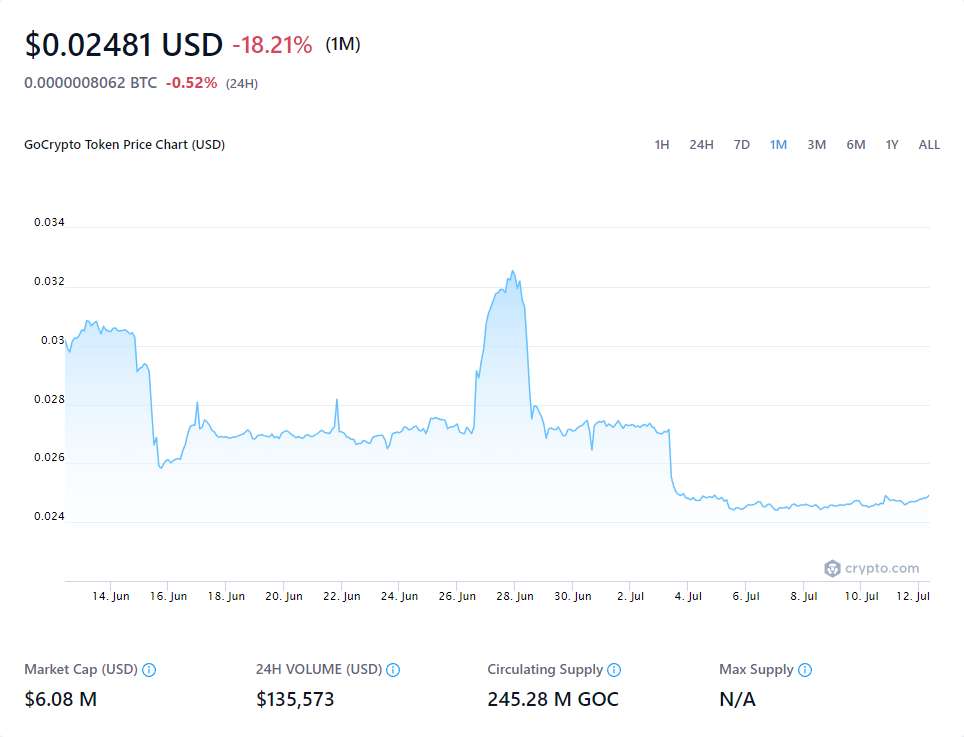 $0.02481 USD -18.21% (1M)
0.0000008062 BTC -0.52% (24H)
GoCrypto Token Price Chart (USD) 1H 24H 7D 1M 3M 6M 1Y ALL
0.034
0.032
0.03
0.028
0.026
0.024
crypto.com
14. Jun 16. Jun 18. Jun 20. Jun 22. Jun 24. Jun 26. Jun 28. Jun 30. Jun 2. Jul 4. Jul 6. Jul 8. Jul 10. Jul 12. Jul
Market Cap (USD) 24H VOLUME (USD) Circulating Supply Max Supply
$6.08 M $135,573 245.28 M GOC N/A